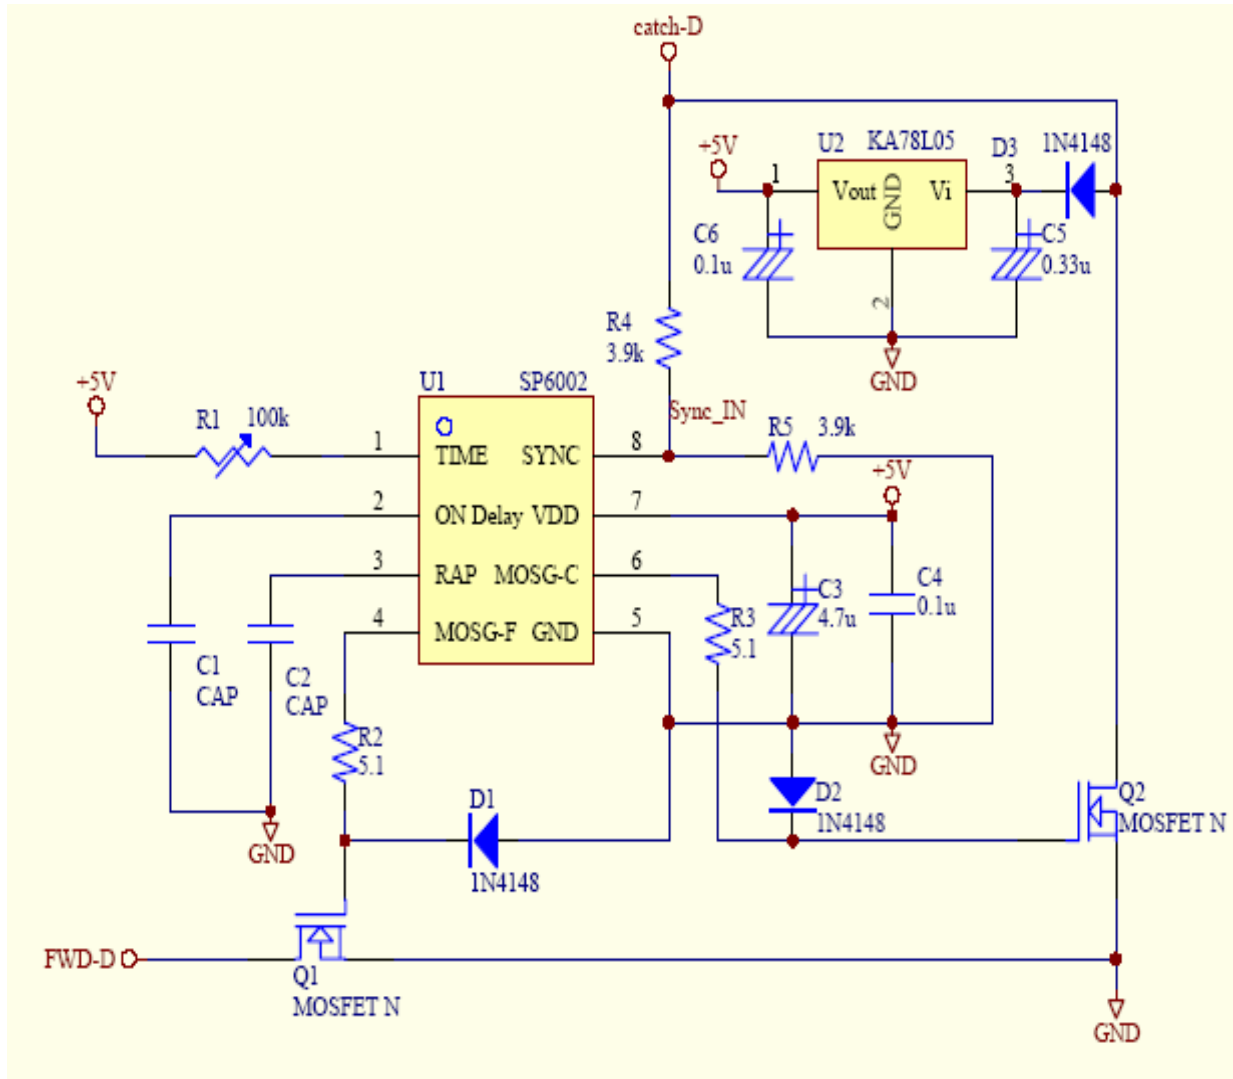 catch-D
+5V
U2
KA78L05
D3
1N4148
1
Vout
GND
Vi
3
C6
0.1u
C5
0.33u
2
GND
R4
3.9k
+5V
R1
100k
U1
SP6002
Sync_IN
R5
3.9k
1
TIME
SYNC
8
+5V
2
ON Delay
VDD
7
3
RAP
MOSG-C
6
4
MOSG-F
GND
5
R3
5.1
C3
4.7u
C4
0.1u
C1
CAP
C2
CAP
R2
5.1
GND
GND
D1
1N4148
D2
1N4148
Q2
MOSFET N
FWD-D
Q1
MOSFET N
GND